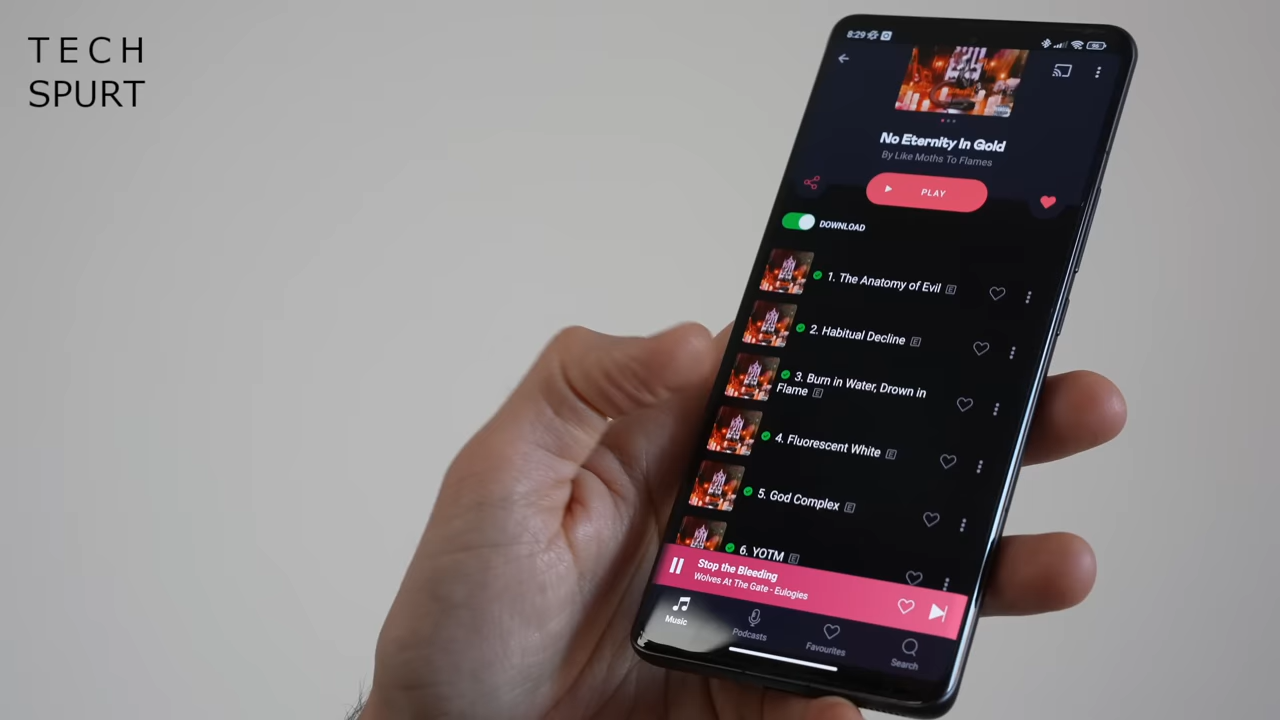 TECH
SPURT
8:29
No Eternity In Gold
By Like Moths To Flames
PLAY
DOWNLOAD
1. The Anatomy of Evil E
2. Habitual Decline E
3. Burn in Water, Drown in
Flame E
4. Fluorescent White E
5. God Complex E
6. YOTM E
Stop the Bleeding
Wolves At The Gate - Eulogies
Music
Podcasts
Favourites
Search